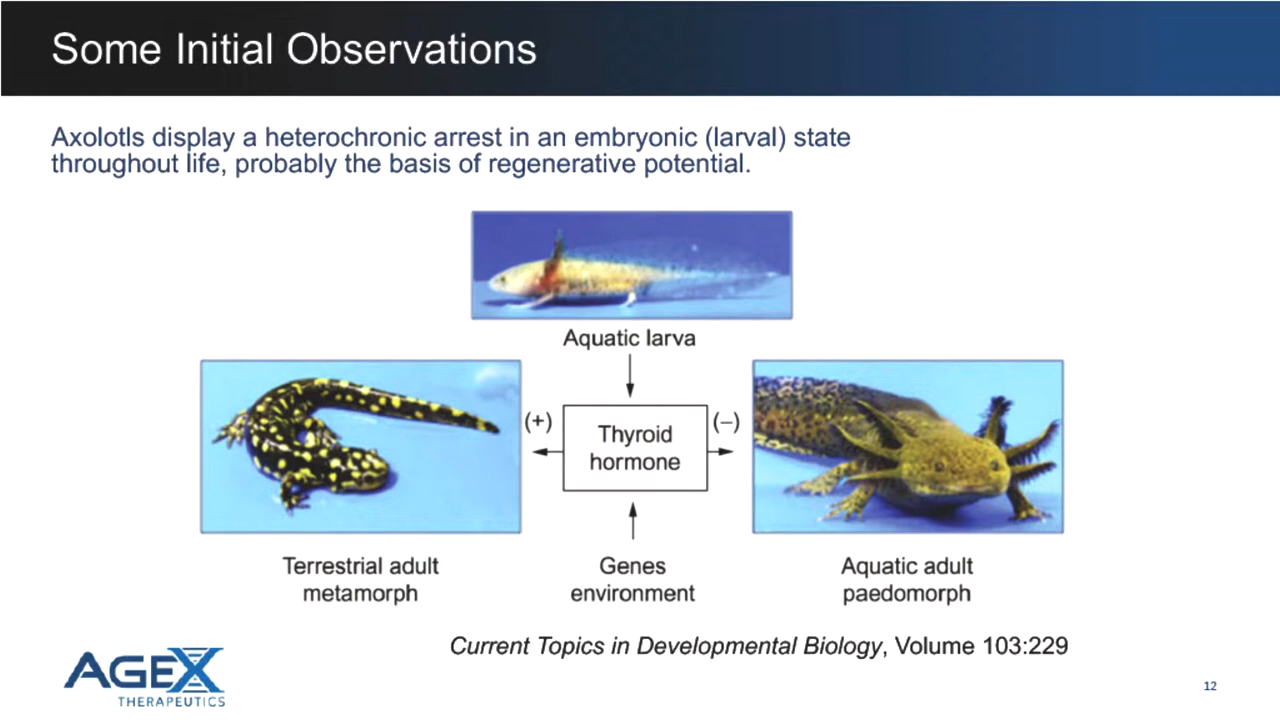 Some Initial Observations
Axolotls display a heterochronic arrest in an embryonic (larval) state
throughout life, probably the basis of regenerative potential.
Aquatic larva
(+)
Thyroid
hormone
(–)
Terrestrial adult
metamorph
Genes
environment
Aquatic adult
paedomorph
Current Topics in Developmental Biology, Volume 103:229
AGEX
THERAPEUTICS
12